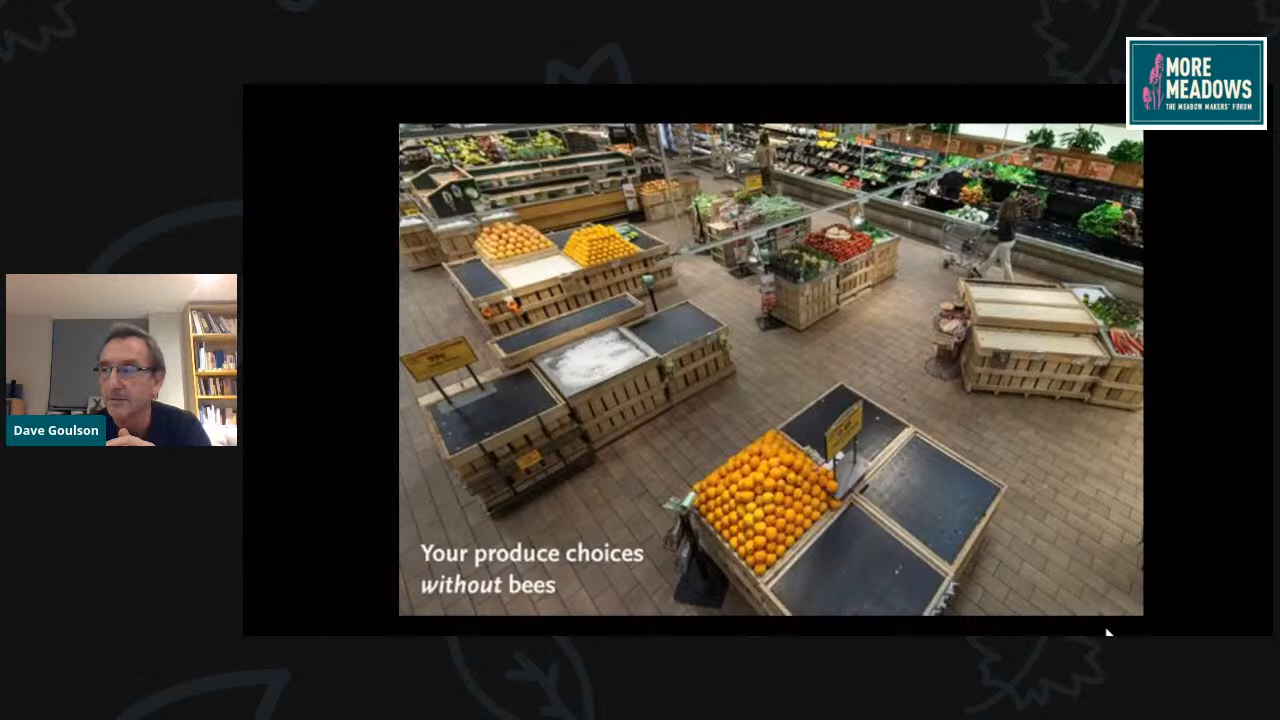 MORE
MEADOWS
THE MEADOW MAKERS' FORUM
Dave Goulson
Your produce choices
without bees